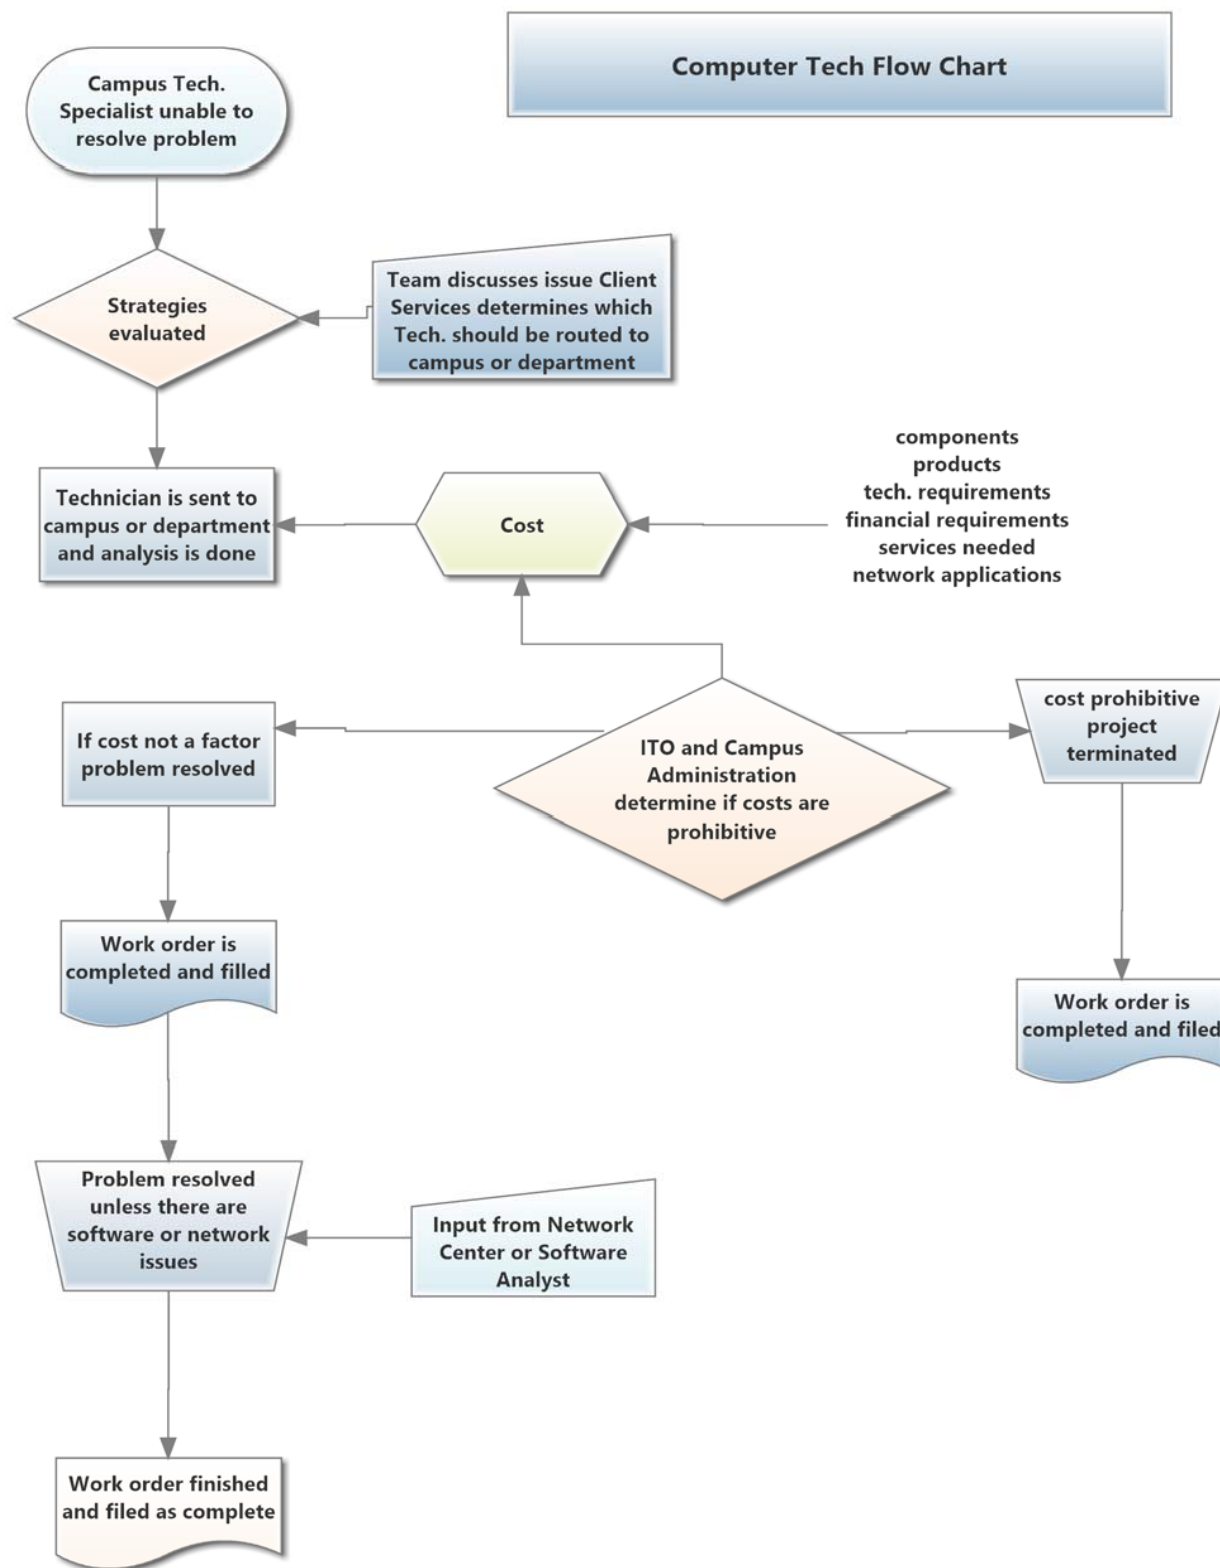 Computer Tech Flow Chart
Campus Tech.
Specialist unable to
resolve problem
Strategies
evaluated
Team discusses issue Client
Services determines which
Tech. should be routed to
campus or department
Technician is sent to
campus or department
and analysis is done
Cost
components
products
tech. requirements
financial requirements
services needed
network applications
If cost not a factor
problem resolved
ITO and Campus
Administration
determine if costs are
prohibitive
cost prohibitive
project
terminated
Work order is
completed and filled
Work order is
completed and filed
Problem resolved
unless there are
software or network
issues
Input from Network
Center or Software
Analyst
Work order finished
and filed as complete